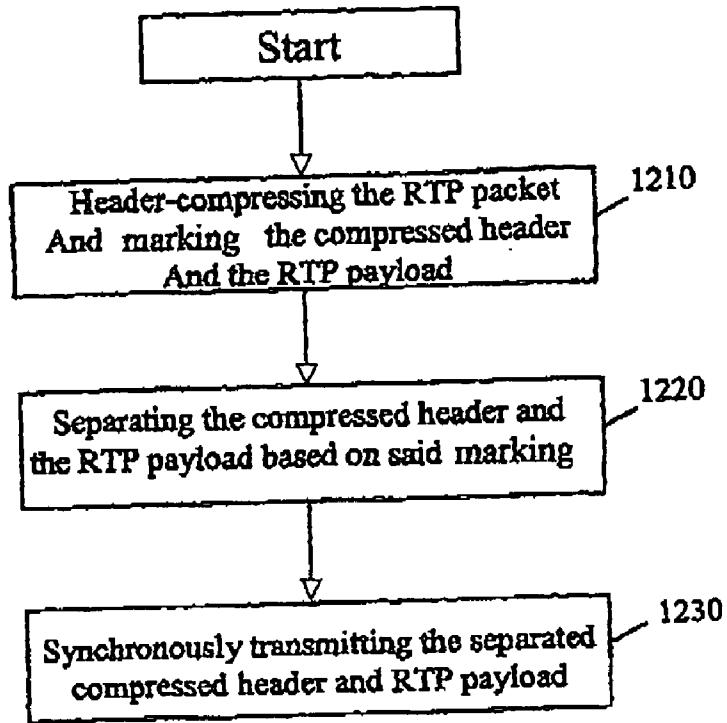 Start
Header-compressing the RTP packet
And marking the compressed header
And the RTP payload
1210
Separating the compressed header and
the RTP payload based on said marking
1220
Synchronously transmitting the separated
compressed header and RTP payload
1230